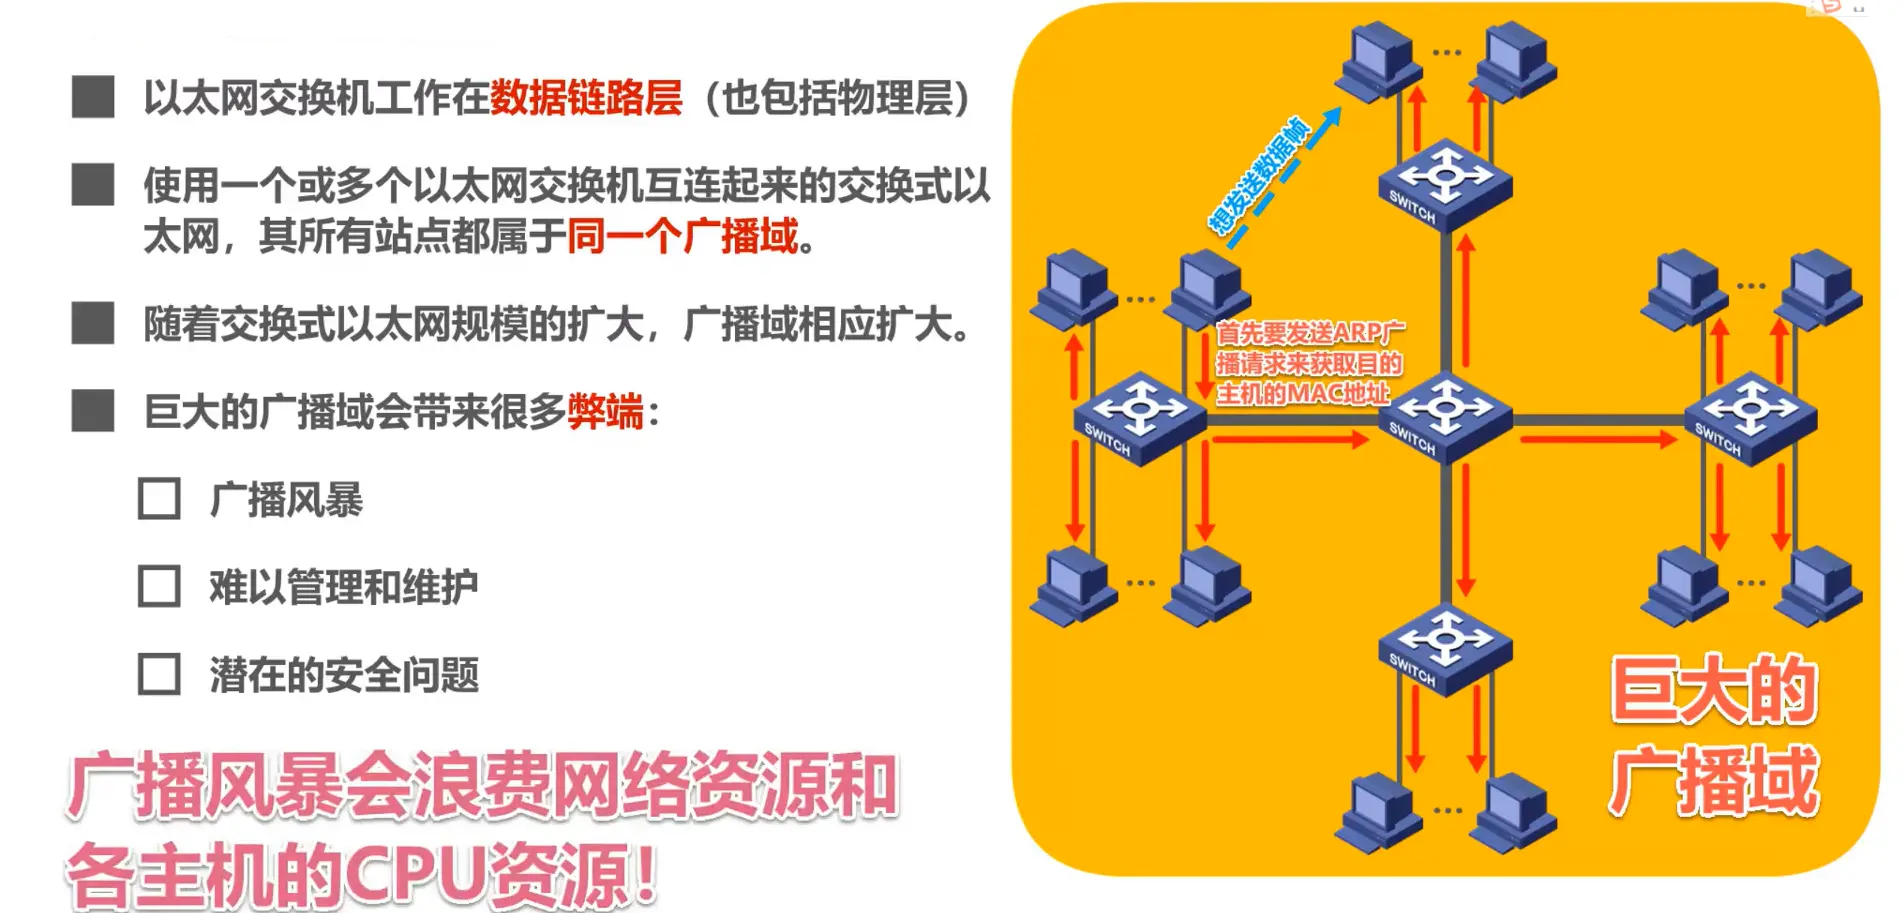 以太网交换机工作在数据链路层（也包括物理层）
使用一个或多个以太网交换机互连起来的交换式以
太网，其所有站点都属于同一个广播域。
随着交换式以太网规模的扩大，广播域相应扩大。
巨大的广播域会带来很多弊端：
广播风暴
难以管理和维护
潜在的安全问题
广播风暴会浪费网络资源和
各主机的CPU资源！
想发送数据帧
SWITCH
首先要发送ARP广
播请求来获取目的
主机的MAC地址
SWITCH
SWITCH
SWITCH
SWITCH
巨大的
广播域